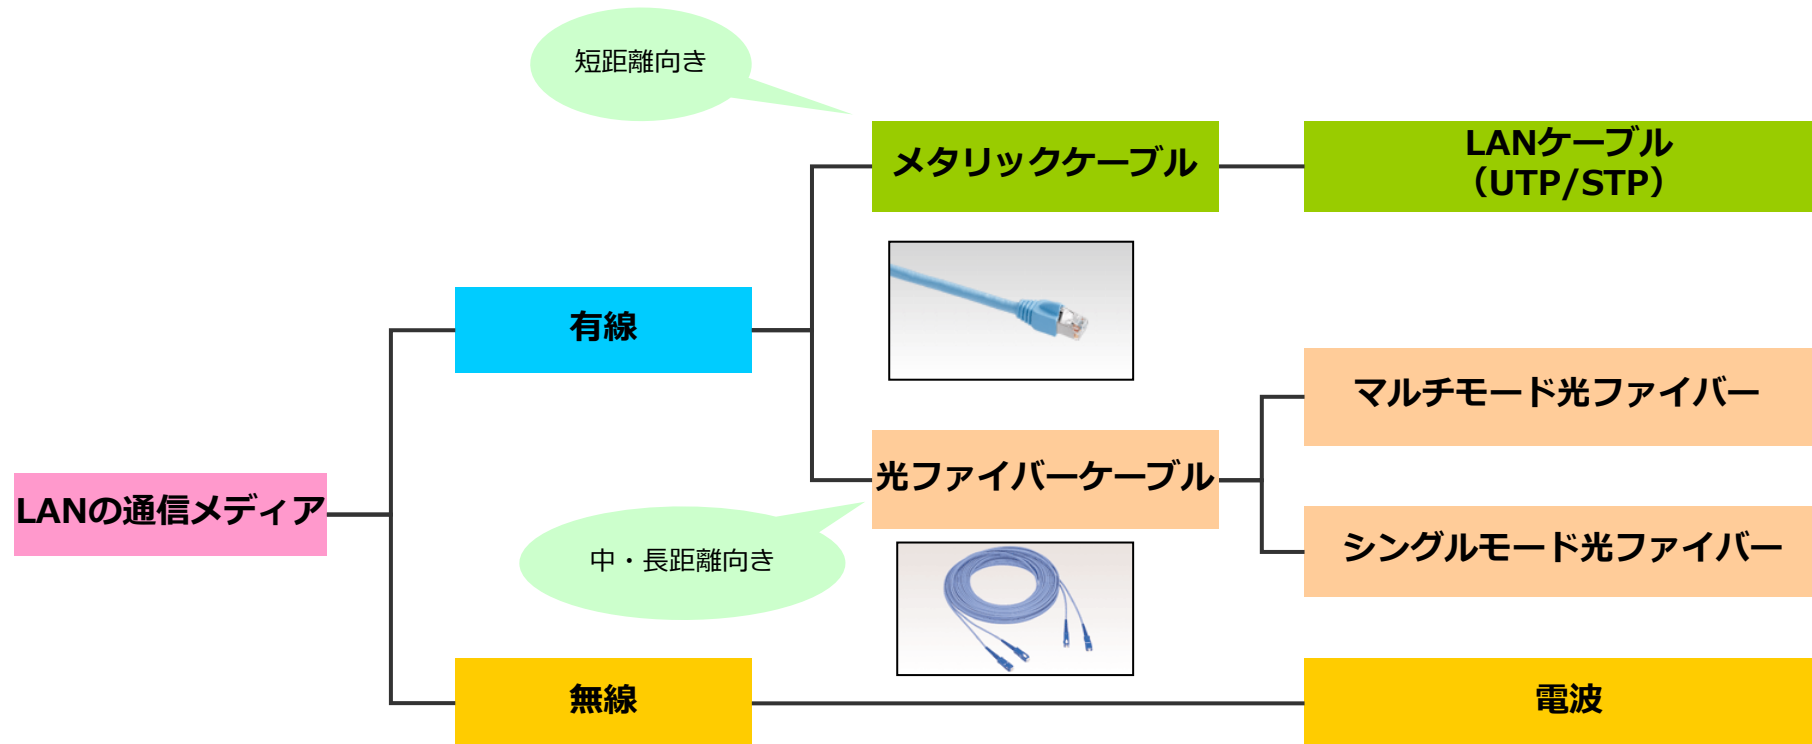 短距離向き
メタリックケーブル
LANケーブル
（UTP/STP）
有線
マルチモード光ファイバー
光ファイバーケーブル
LANの通信メディア
シングルモード光ファイバー
中・長距離向き
無線
電波